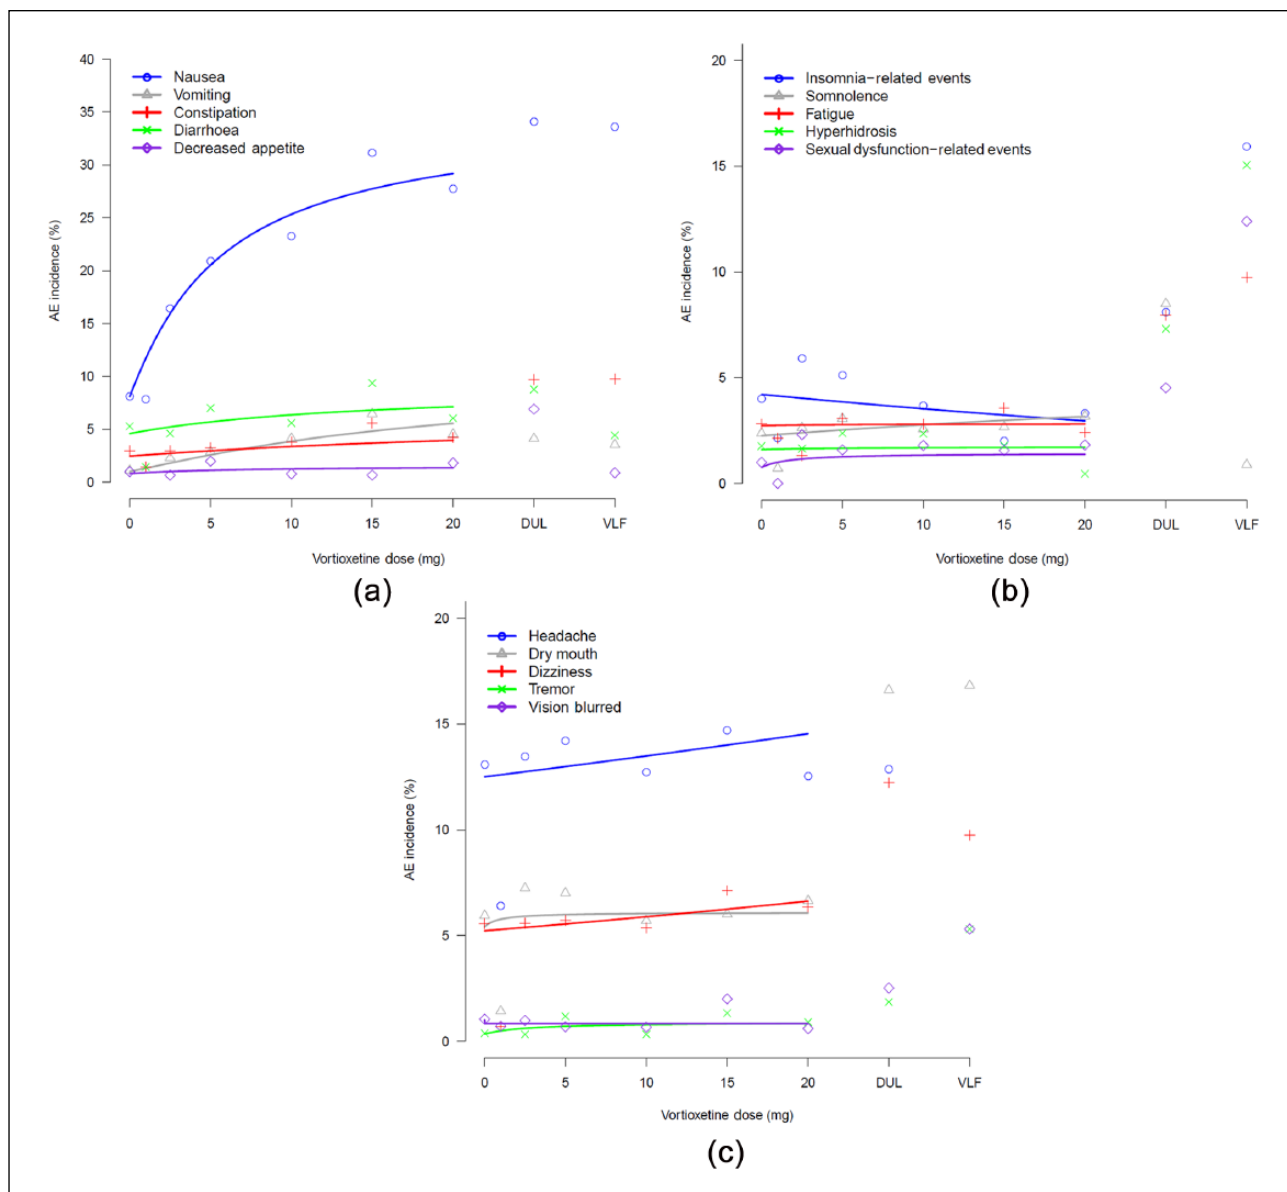 40
35
30
25
20
15
10
5
0
AE incidence (%)
Nausea
Vomiting
Constipation
Diarrhoea
Decreased appetite
0 5 10 15 20 DUL VLF
Vortioxetine dose (mg)
(a)
20
15
10
5
0
AE incidence (%)
Insomnia-related events
Somnolence
Fatigue
Hyperhidrosis
Sexual dysfunction-related events
0 5 10 15 20 DUL VLF
Vortioxetine dose (mg)
(b)
20
15
10
5
0
AE incidence (%)
Headache
Dry mouth
Dizziness
Tremor
Vision blurred
0 5 10 15 20 DUL VLF
Vortioxetine dose (mg)
(c)